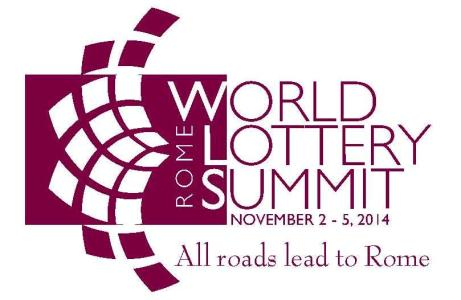 ROME
WORLD
LOTTERY
SUMMIT
NOVEMBER 2 - 5, 2014
All roads lead to Rome